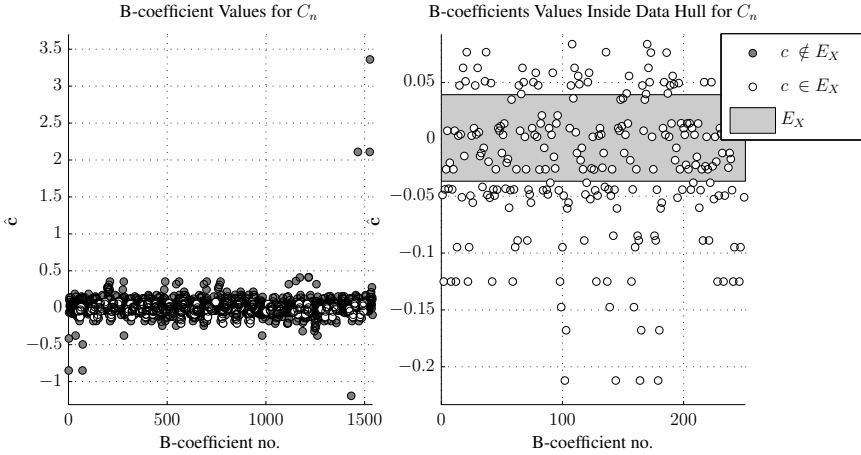 B-coefficient Values for C_n
3.5
3
2.5
2
1.5
1
0.5
0
−0.5
−1
ĉ
0
500
1000
1500
B-coefficient no.
B-coefficients Values Inside Data Hull for C_n
0.05
0
−0.05
−0.1
−0.15
−0.2
ĉ
0
100
200
B-coefficient no.
c ∉ E_X
c ∈ E_X
E_X